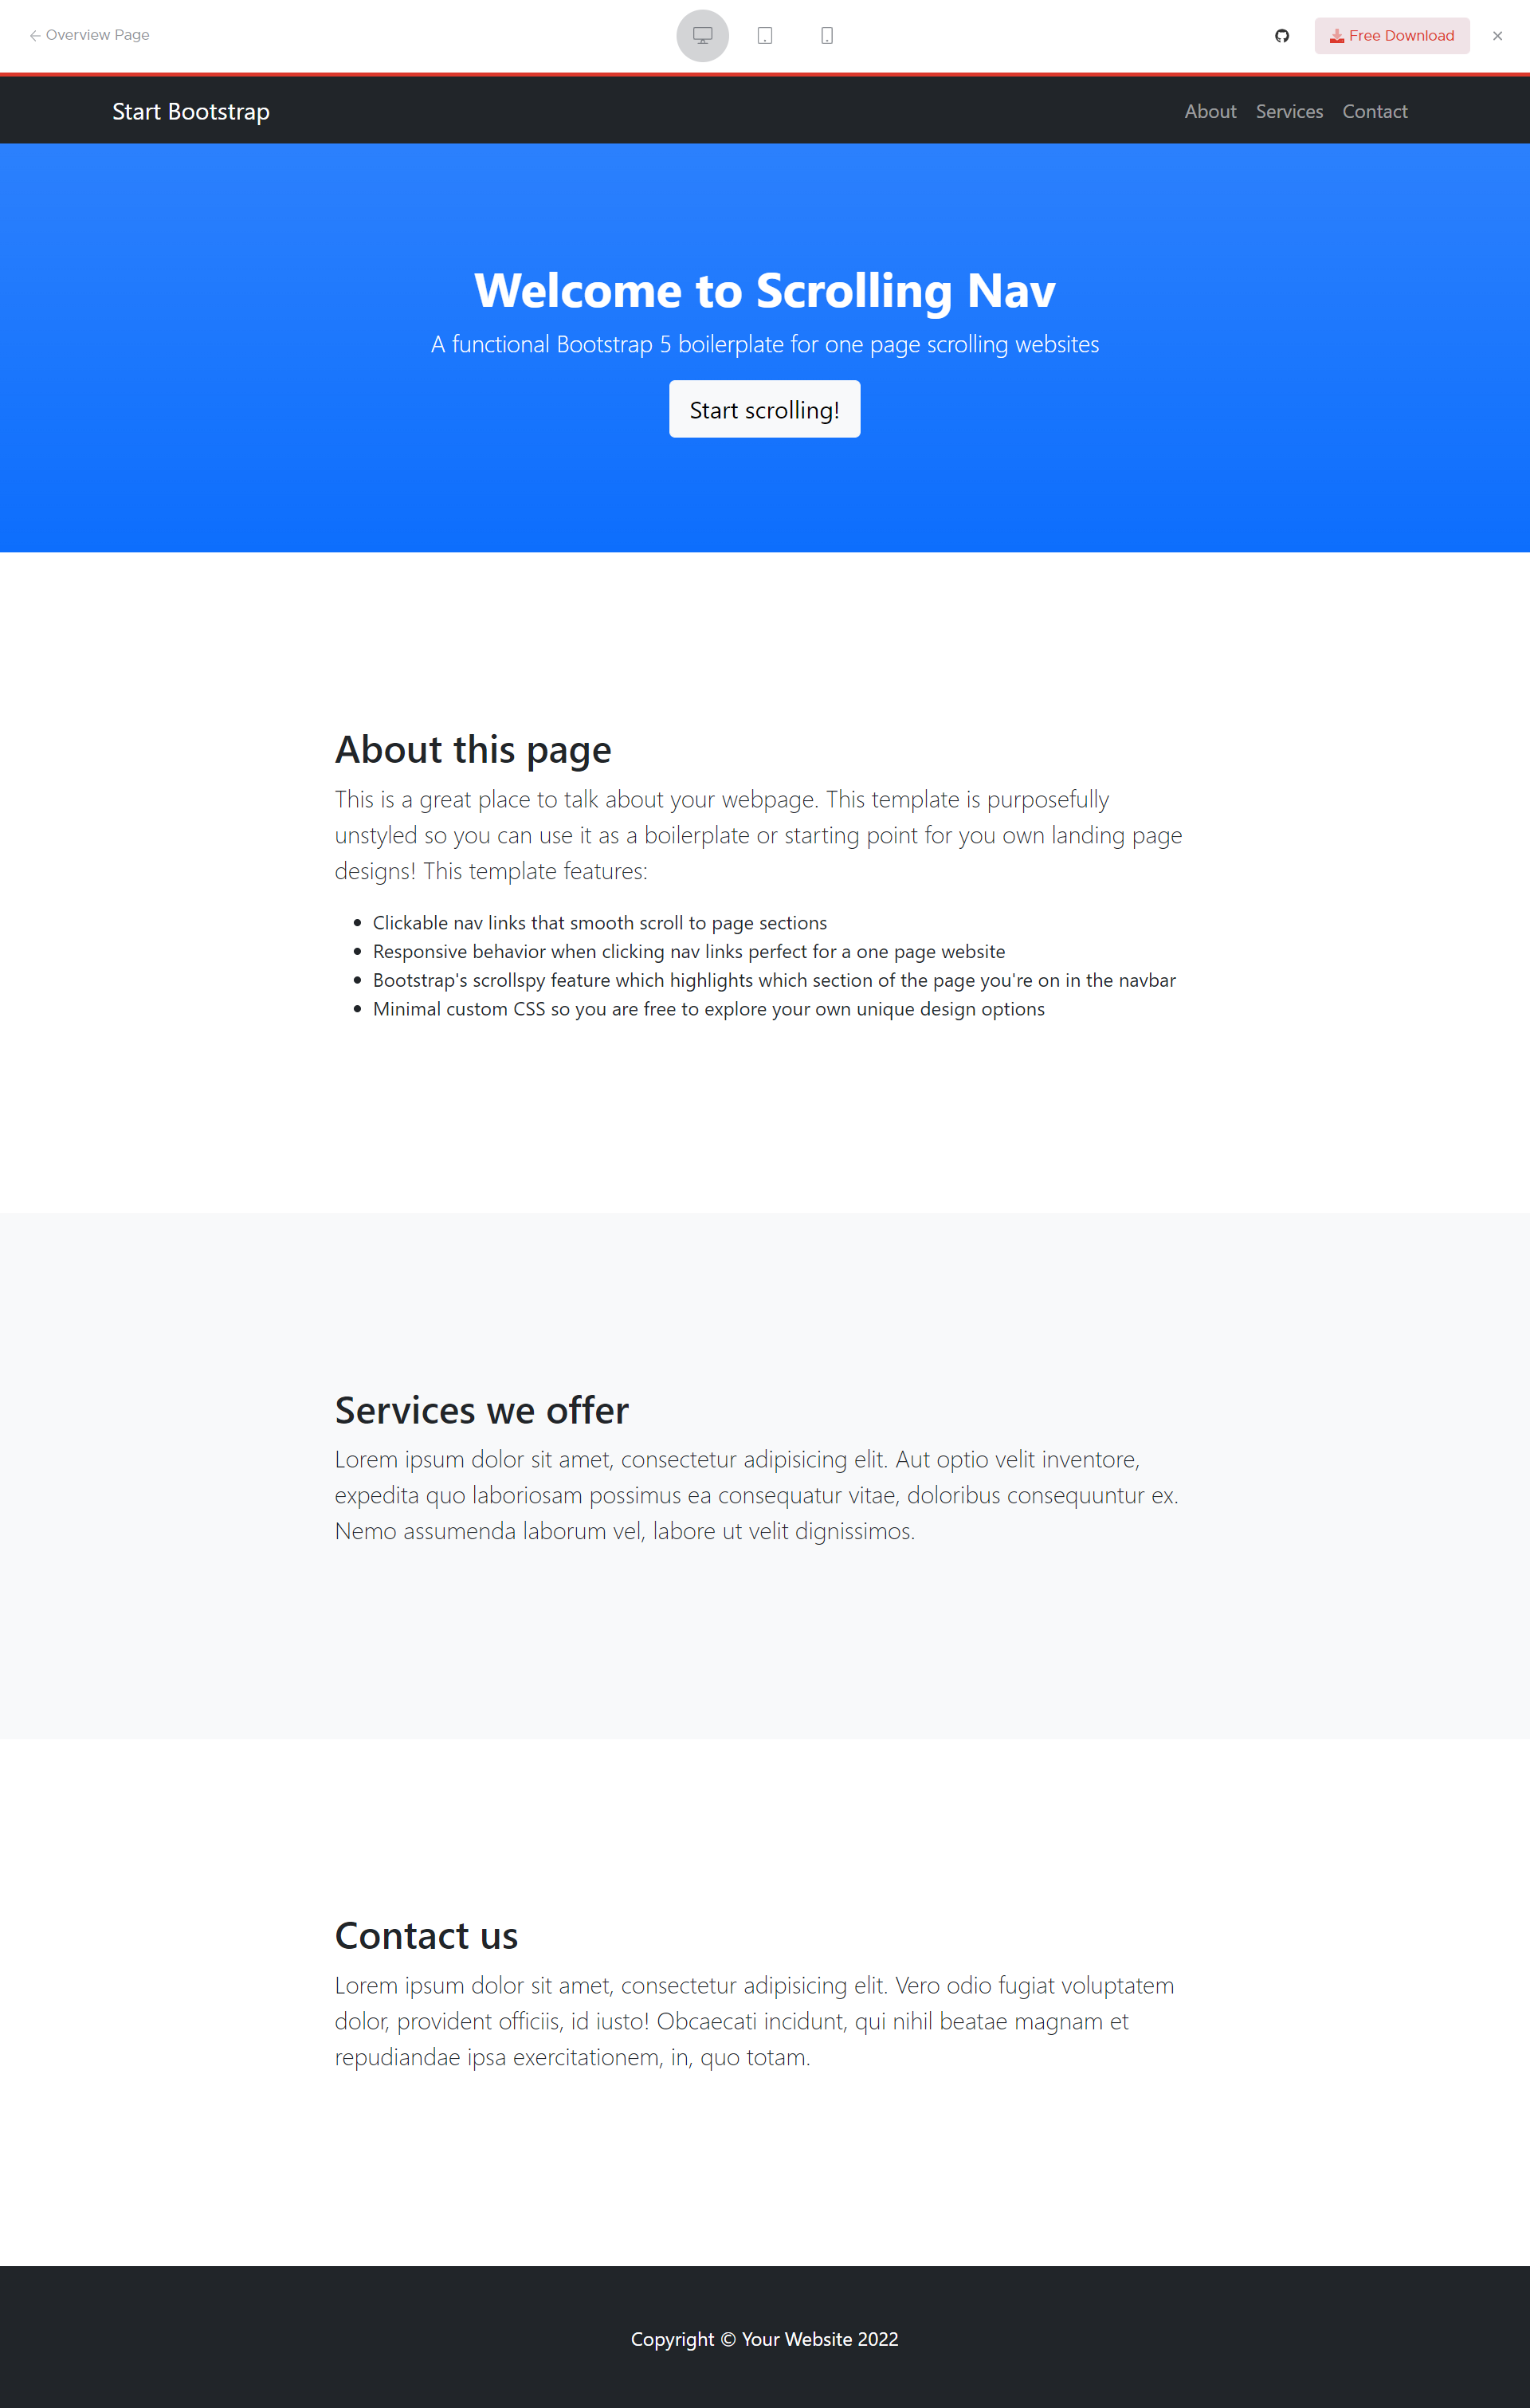 Overview Page
Free Download
Start Bootstrap
About Services Contact
Welcome to Scrolling Nav
A functional Bootstrap 5 boilerplate for one page scrolling websites
Start scrolling!
About this page
This is a great place to talk about your webpage. This template is purposefully
unstyled so you can use it as a boilerplate or starting point for you own landing page
designs! This template features:
Clickable nav links that smooth scroll to page sections
Responsive behavior when clicking nav links perfect for a one page website
Bootstrap's scrollspy feature which highlights which section of the page you're on in the navbar
Minimal custom CSS so you are free to explore your own unique design options
Services we offer
Lorem ipsum dolor sit amet, consectetur adipisicing elit. Aut optio velit inventore,
expedita quo laboriosam possimus ea consequatur vitae, doloribus consequuntur ex.
Nemo assumenda laborum vel, labore ut velit dignissimos.
Contact us
Lorem ipsum dolor sit amet, consectetur adipisicing elit. Vero odio fugiat voluptatem
dolor, provident officiis, id iusto! Obcaecati incidunt, qui nihil beatae magnam et
repudiandae ipsa exercitationem, in, quo totam.
Copyright © Your Website 2022